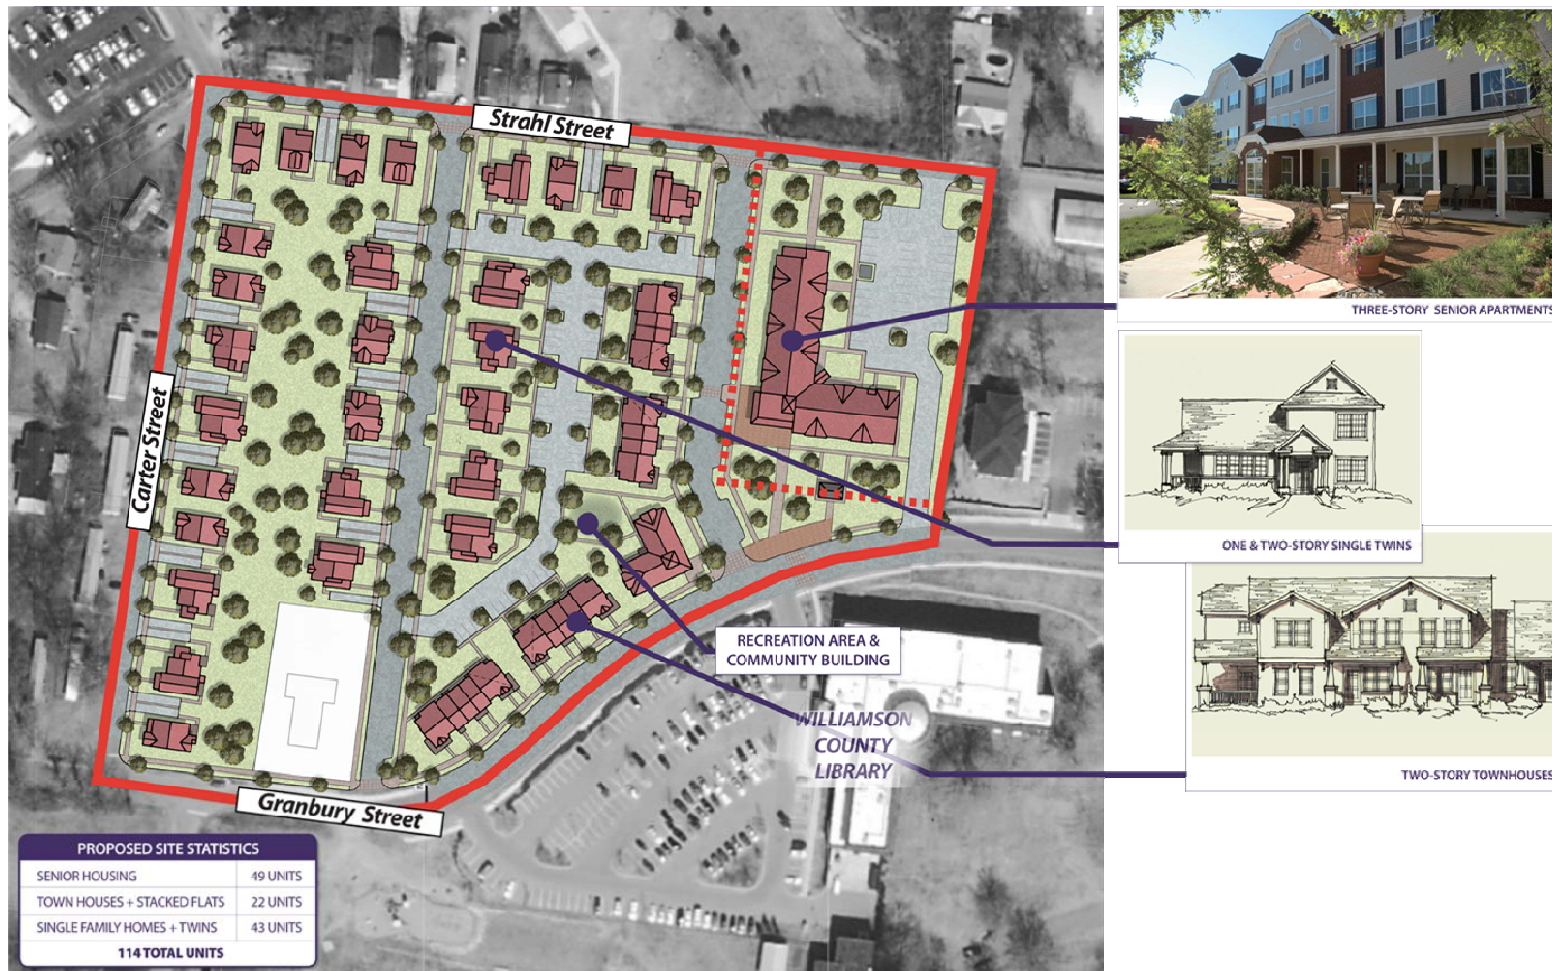 Strahl Street
THREE-STORY SENIOR APARTMENTS
Carter Street
ONE & TWO-STORY SINGLE TWINS
RECREATION AREA &
COMMUNITY BUILDING
WILLIAMSON
COUNTY
LIBRARY
TWO-STORY TOWNHOUSES
Granbury Street
PROPOSED SITE STATISTICS
SENIOR HOUSING 49 UNITS
TOWN HOUSES + STACKED FLATS 22 UNITS
SINGLE FAMILY HOMES + TWINS 43 UNITS
114 TOTAL UNITS